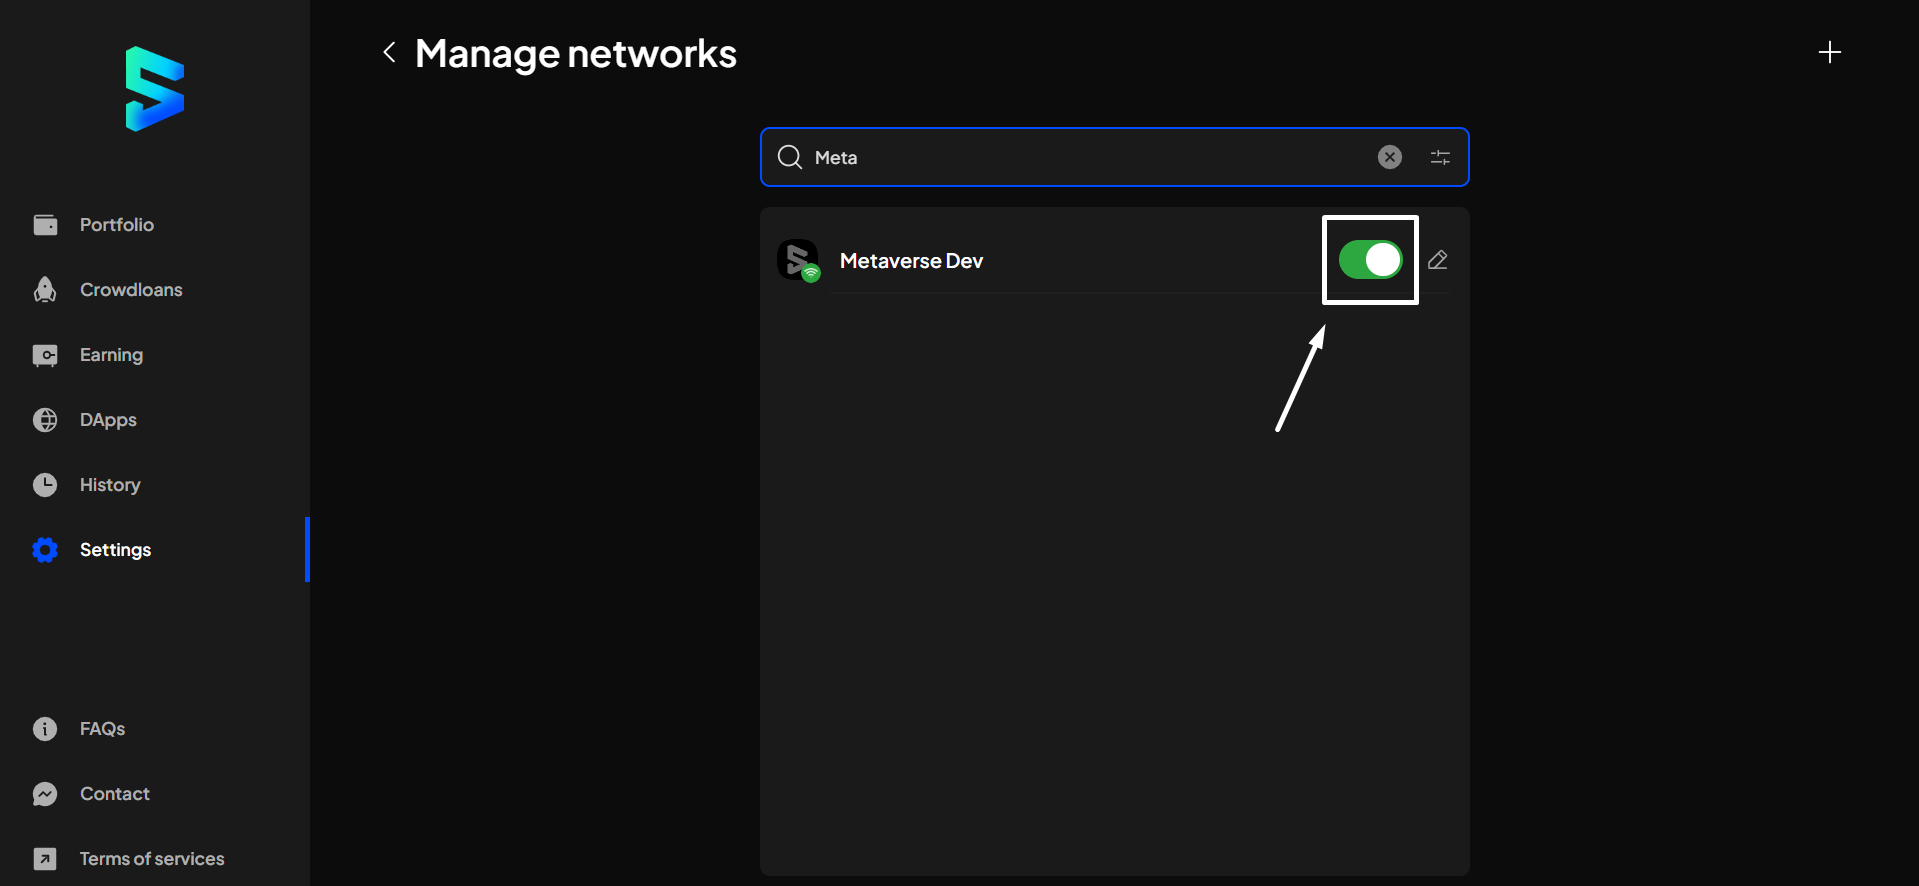 Manage networks
Meta
Metaverse Dev
Portfolio
Crowdloans
Earning
DApps
History
Settings
FAQs
Contact
Terms of services